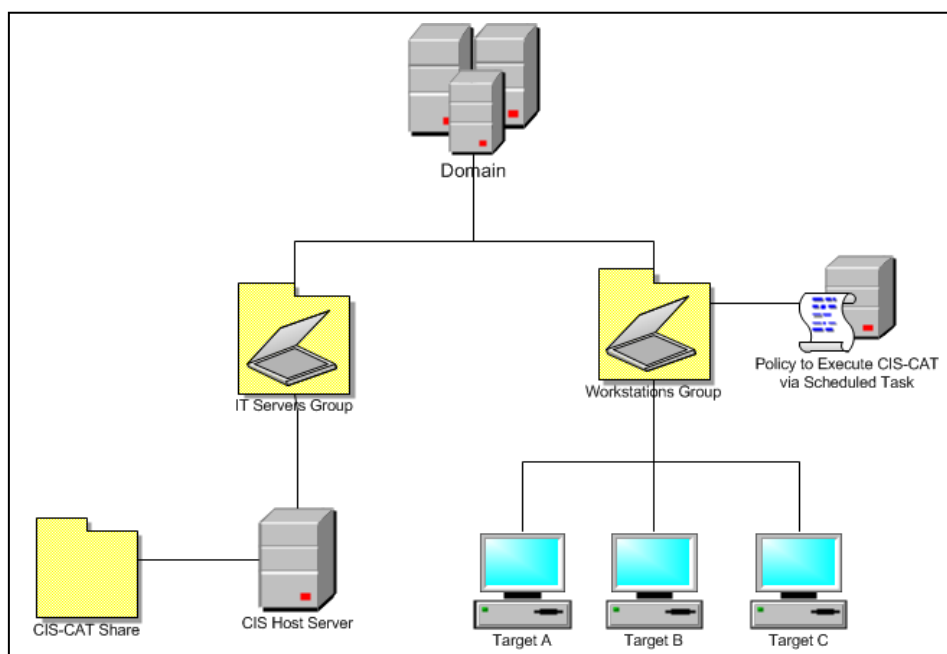 Domain
IT Servers Group
Workstations Group
Policy to Execute CIS-CAT
via Scheduled Task
CIS-CAT Share
CIS Host Server
Target A
Target B
Target C